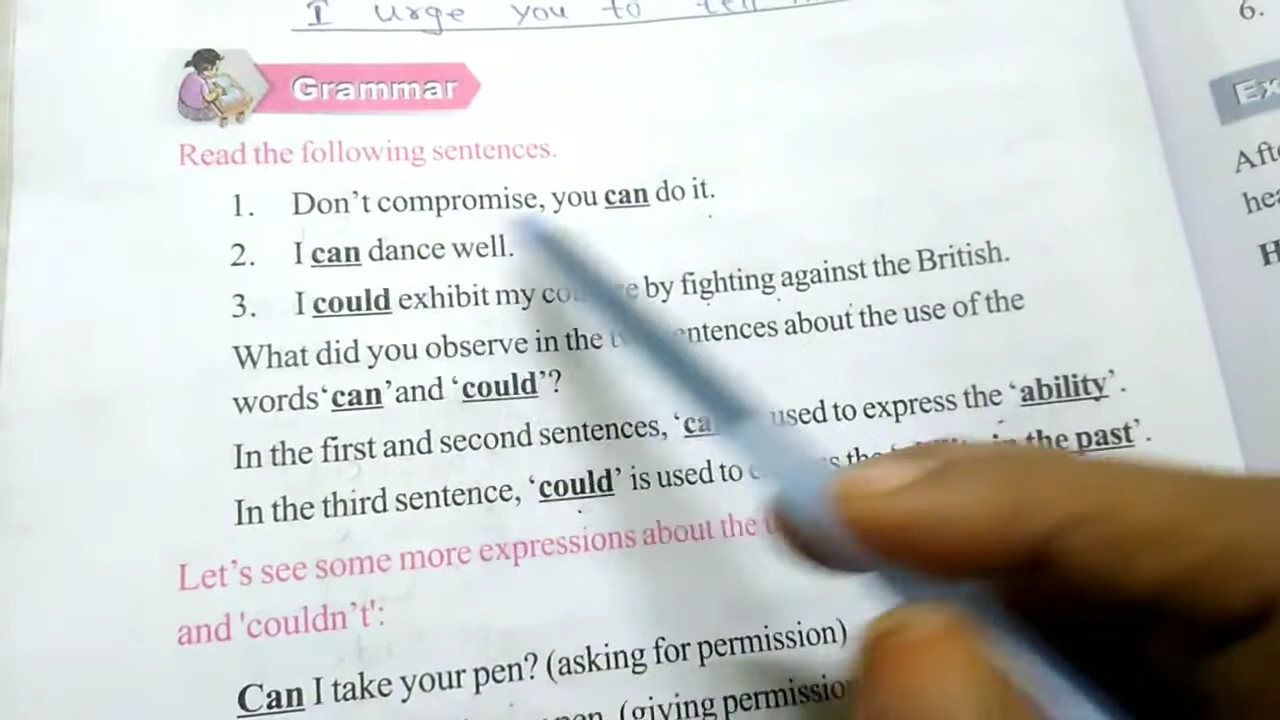 I urge you to tell
Grammar
6.
Read the following sentences.
1. Don't compromise, you can do it.
2. I can dance well.
3. I could exhibit my by fighting against the British.
What did you observe in the sentences about the use of the
words 'can' and 'could'?
In the first and second sentences, ' used to express the 'ability'.
In the third sentence, 'could' is used to the in the past'.
Let's see some more expressions about the
and 'couldn't':
Can I take your pen? (asking for permission)
(giving
Ex
Aft
hea
H